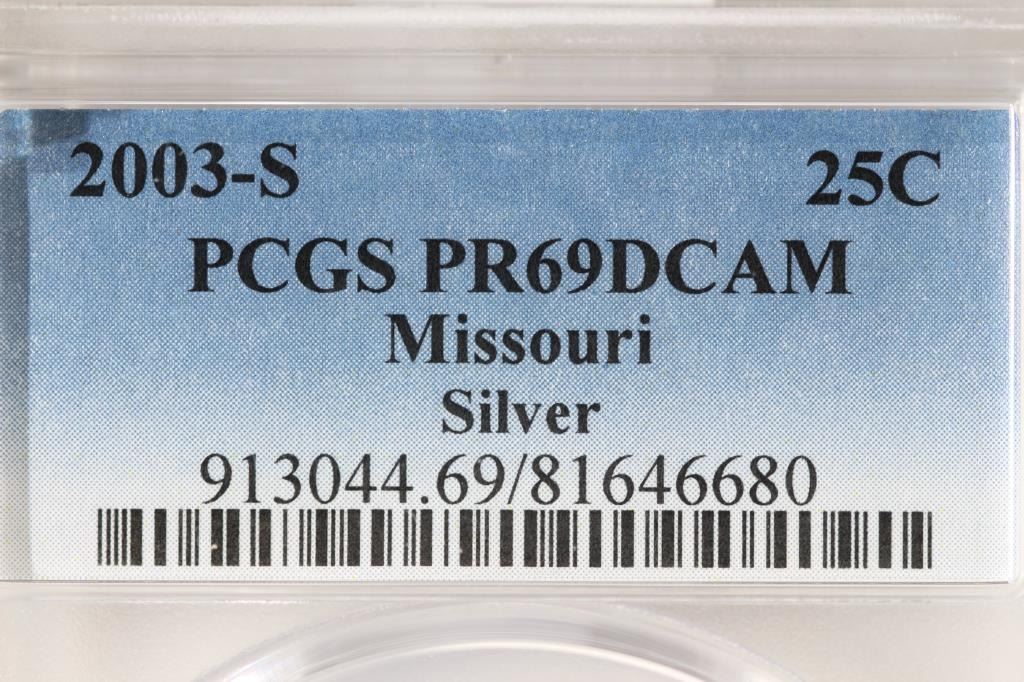 2003-S 25C
PCGS PR69DCAM
Missouri
Silver
913044.69/81646680